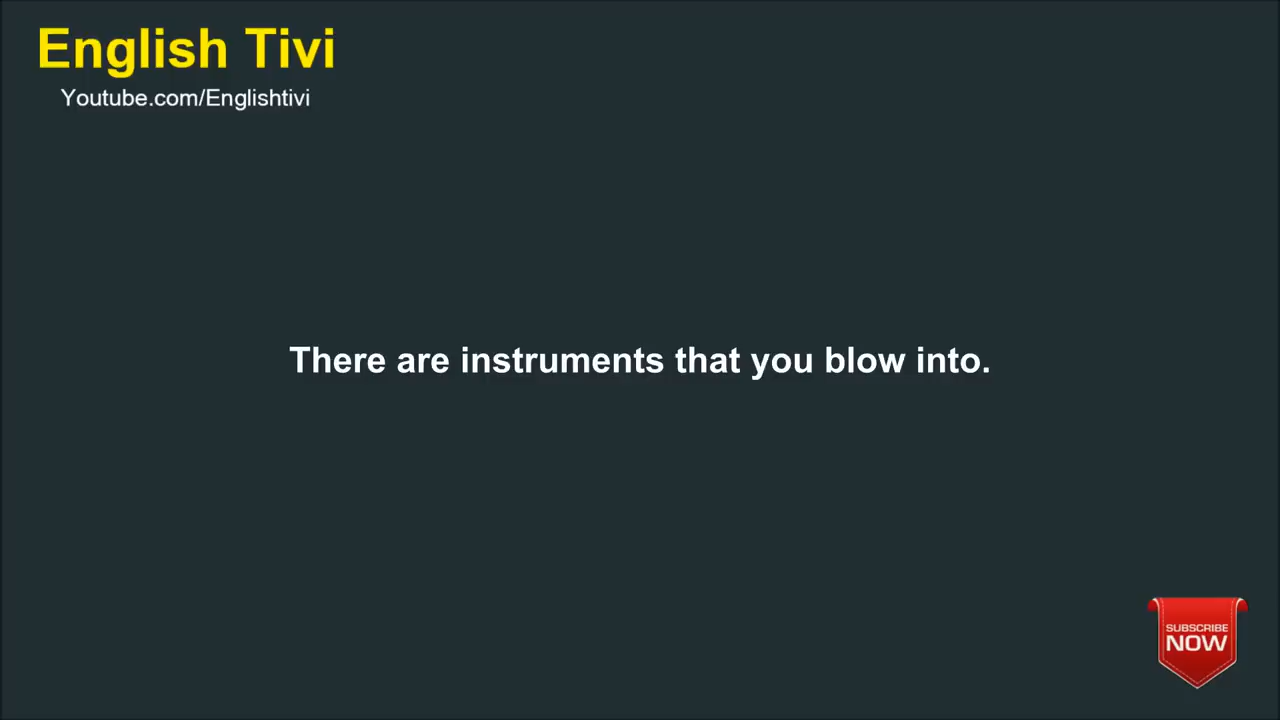 English Tivi
Youtube.com/Englishtivi
There are instruments that you blow into.
SUBSCRIBE
NOW